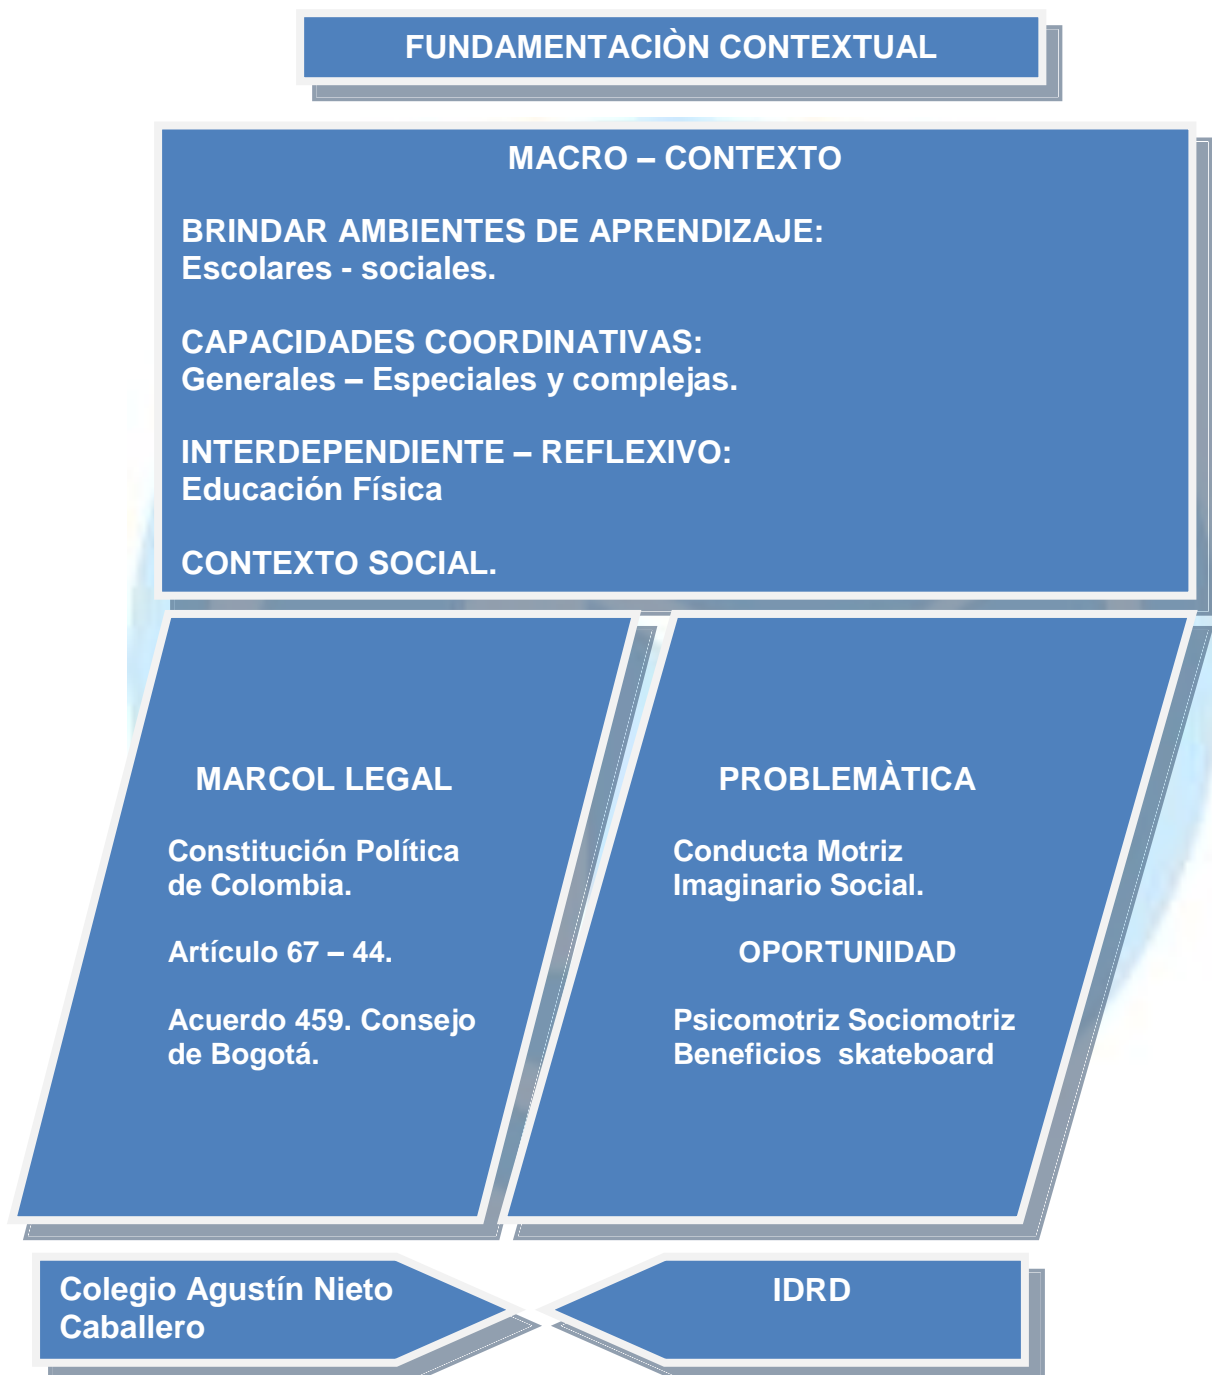 FUNDAMENTACIÒN CONTEXTUAL
MACRO – CONTEXTO
BRINDAR AMBIENTES DE APRENDIZAJE:
Escolares - sociales.
CAPACIDADES COORDINATIVAS:
Generales – Especiales y complejas.
INTERDEPENDIENTE – REFLEXIVO:
Educación Física
CONTEXTO SOCIAL.
MARCOL LEGAL
Constitución Política
de Colombia.
Artículo 67 – 44.
Acuerdo 459. Consejo
de Bogotá.
PROBLEMÀTICA
Conducta Motriz
Imaginario Social.
OPORTUNIDAD
Psicomotriz Sociomotriz
Beneficios  skateboard
Colegio Agustín Nieto
Caballero
IDRD